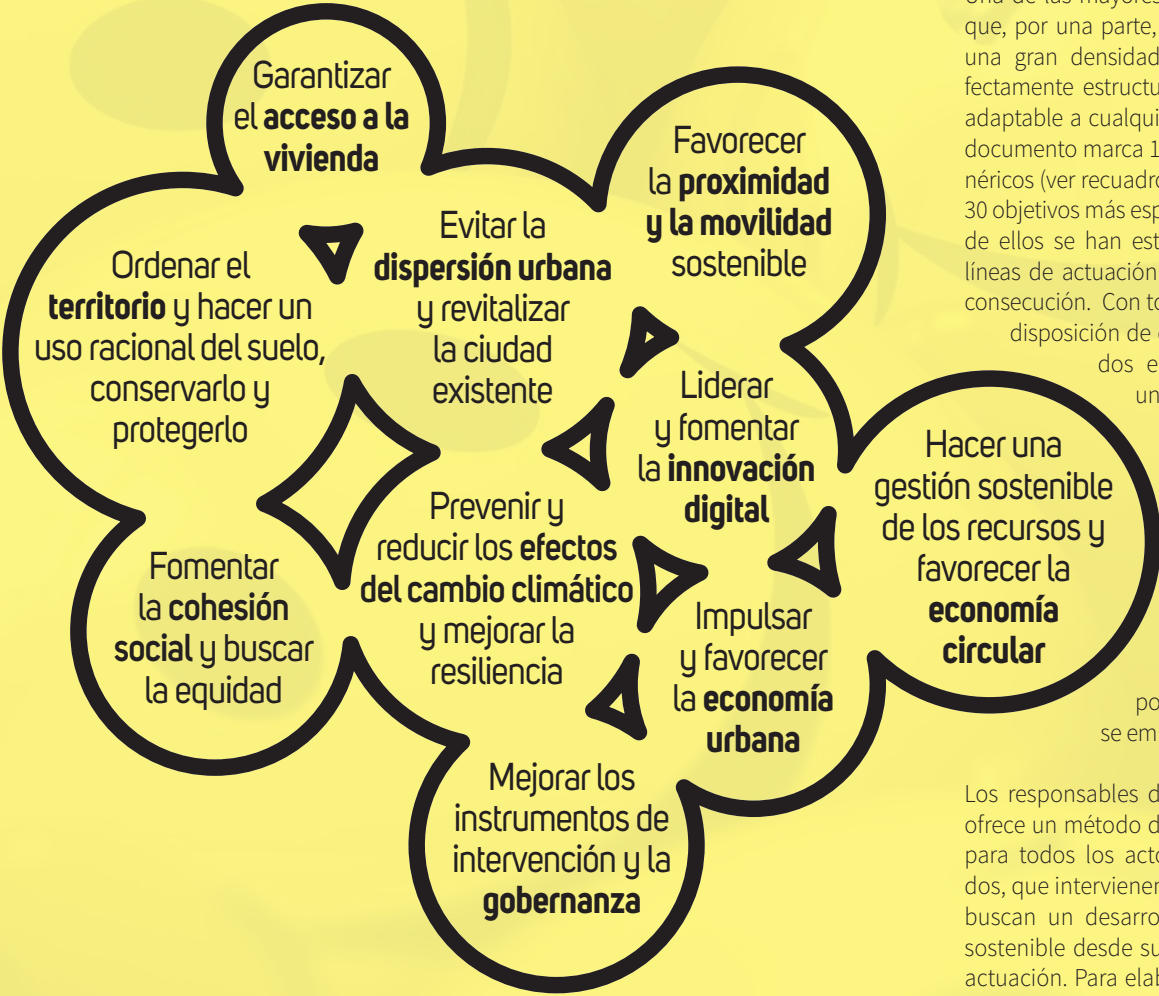 Garantizar
el acceso a la
vivienda
Favorecer
la proximidad
y la movilidad
sostenible
Evitar la
dispersión urbana
y revitalizar
la ciudad
existente
Ordenar el
territorio y hacer un
uso racional del suelo,
conservarlo y
protegerlo
Liderar
y fomentar
la innovación
digital
Hacer una
gestión sostenible
de los recursos y
favorecer la
economía
circular
Prevenir y
reducir los efectos
del cambio climático
y mejorar la
resiliencia
Fomentar
la cohesión
social y buscar
la equidad
Impulsar
y favorecer
la economía
urbana
Mejorar los
instrumentos de
intervención y la
gobernanza
Una de las mayores
que, por una parte,
una gran densidad
fectamente estructu
adaptable a cualqui
documento marca 1
néricos (ver recuadro
30 objetivos más esp
de ellos se han est
líneas de actuación
consecución. Con to
disposición de
dos e
un
po
se em
Los responsables d
ofrece un método d
para todos los acto
dos, que intervienen
buscan un desarro
sostenible desde su
actuación. Para elab